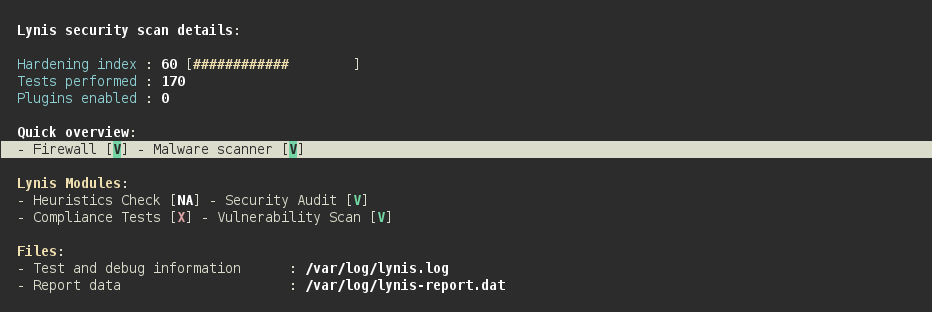 Lynis security scan details:
Hardening index : 60 [############        ]
Tests performed : 170
Plugins enabled : 0
Quick overview:
- Firewall [V] - Malware scanner [V]
Lynis Modules:
- Heuristics Check [NA] - Security Audit [V]
- Compliance Tests [X] - Vulnerability Scan [V]
Files:
- Test and debug information      : /var/log/lynis.log
- Report data                     : /var/log/lynis-report.dat